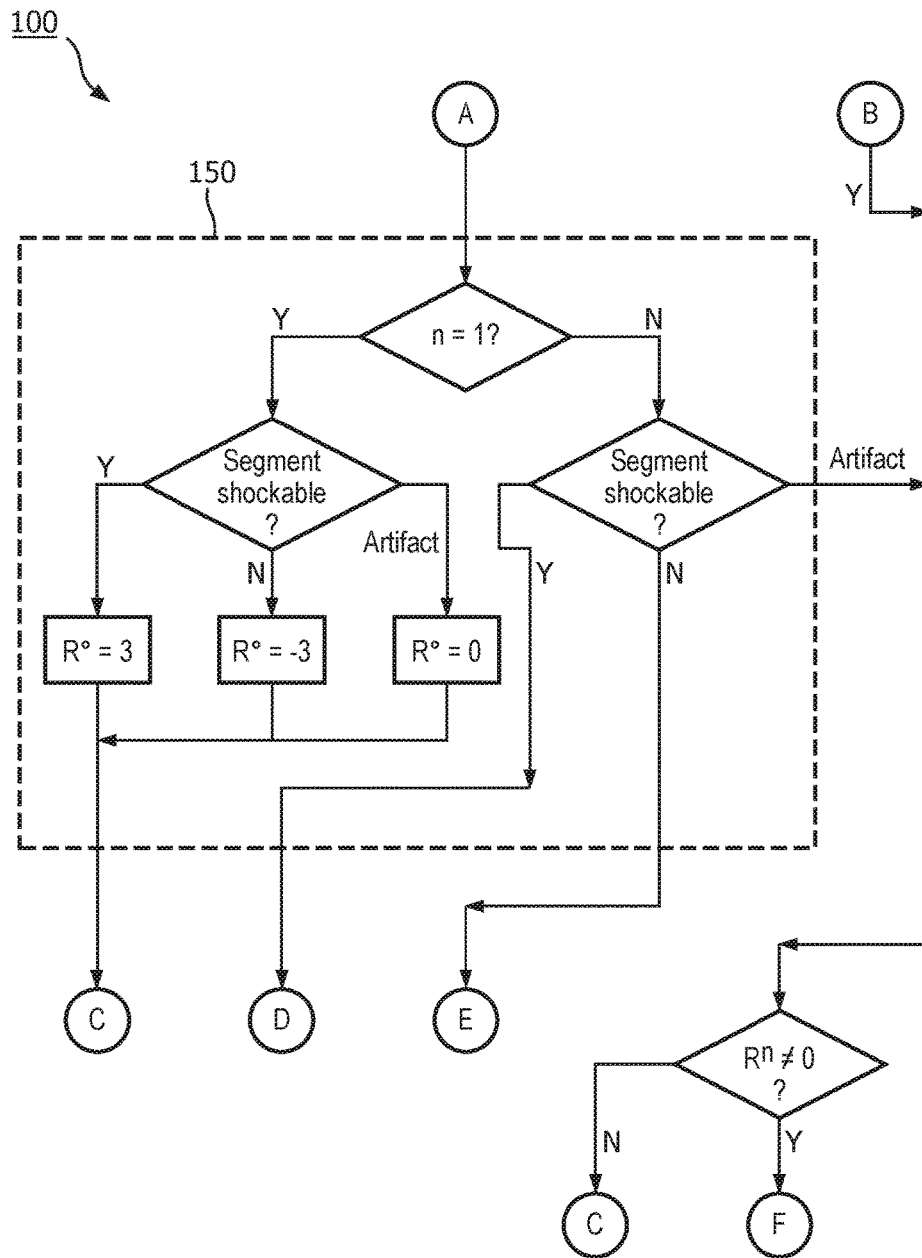 100
A
B
150
Y
Y
n = 1?
N
Y
Segment
shockable
?
Artifact
N
Segment
shockable
?
Artifact
Y
N
R° = 3
R° = -3
R° = 0
C
D
E
Rⁿ ≠ 0
?
N
Y
C
F